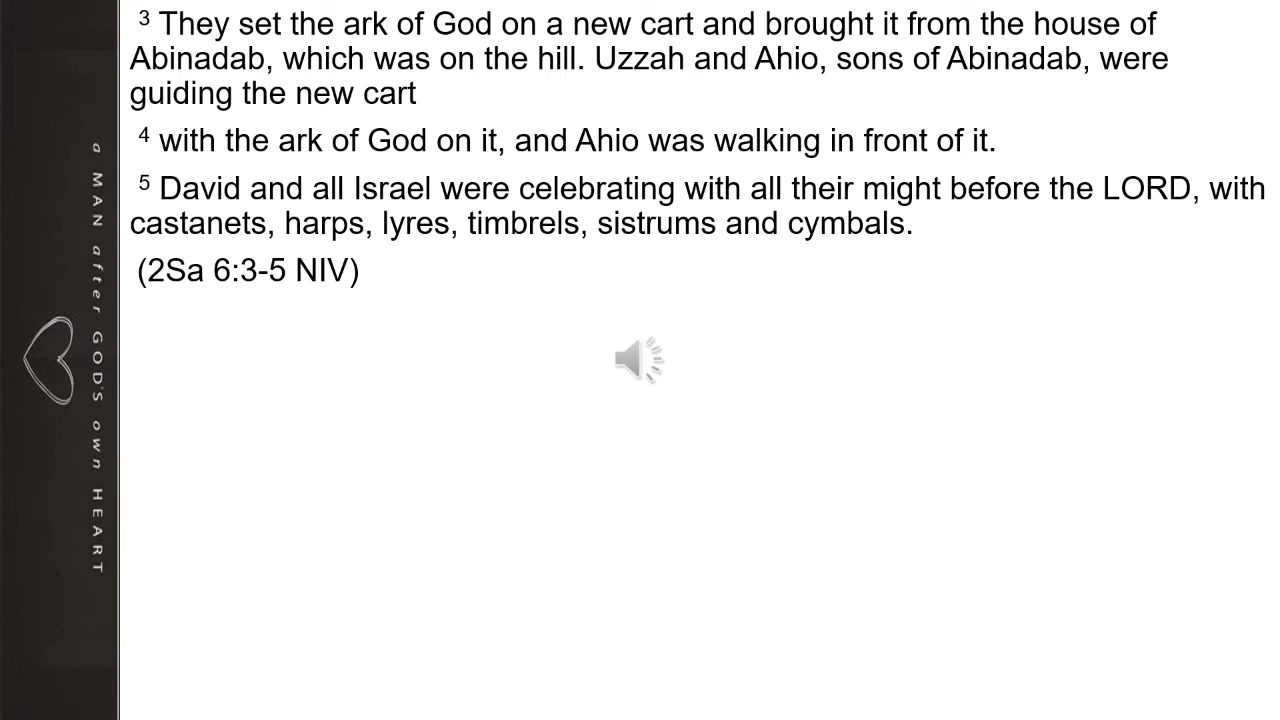 3 They set the ark of God on a new cart and brought it from the house of
Abinadab, which was on the hill. Uzzah and Ahio, sons of Abinadab, were
guiding the new cart
4 with the ark of God on it, and Ahio was walking in front of it.
5 David and all Israel were celebrating with all their might before the LORD, with
castanets, harps, lyres, timbrels, sistrums and cymbals.
(2Sa 6:3-5 NIV)
a MAN after GOD'S own HEART